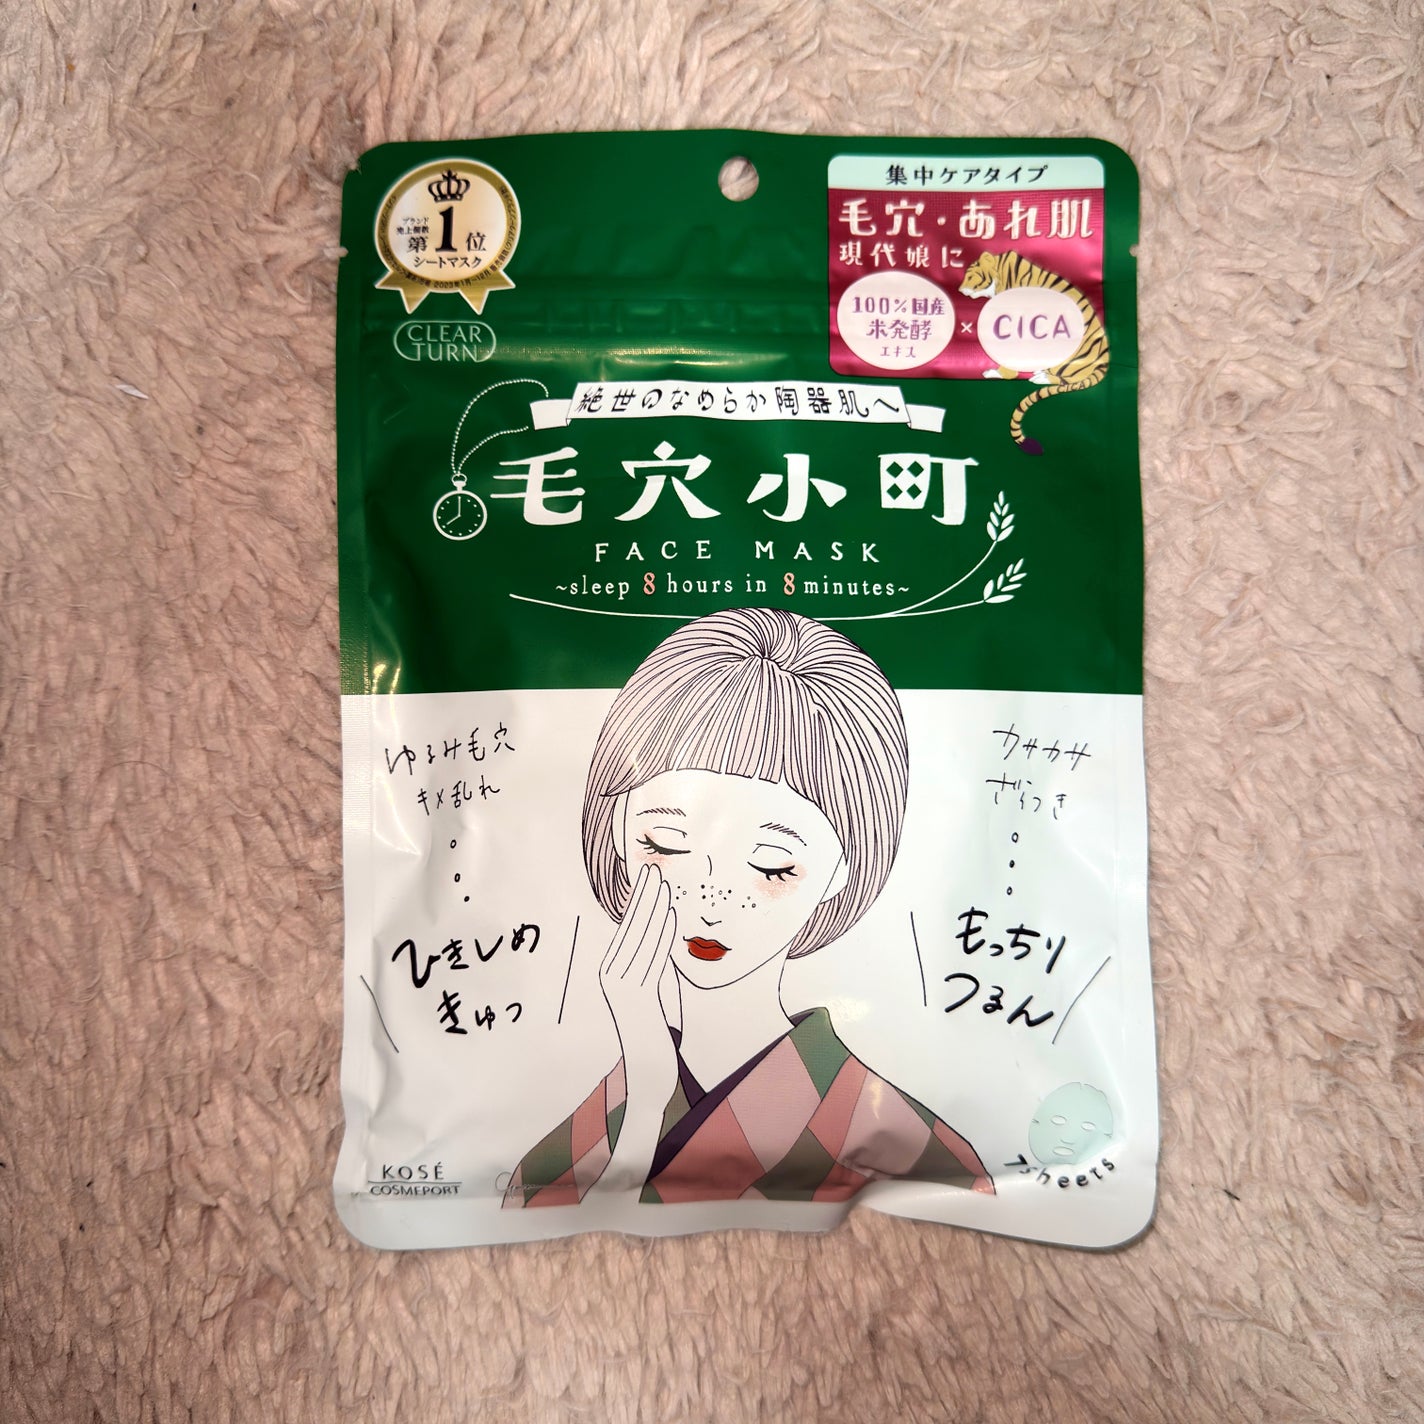 ブランド
売上個数
第1位
シートマスク
CLEAR
TURN
集中ケアタイプ
毛穴・あれ肌
現代娘に
100%国産
米発酵
エキス
×
CICA
CICA
絶世のなめらか陶器肌へ
毛穴小町
FACE MASK
~sleep 8 hours in 8 minutes~
ゆるみ毛穴
キメ乱れ
ひきしめ
きゅっ
カサカサ
ざらつき
もっちり
つるん
7sheets
KOSÉ
COSMEPORT